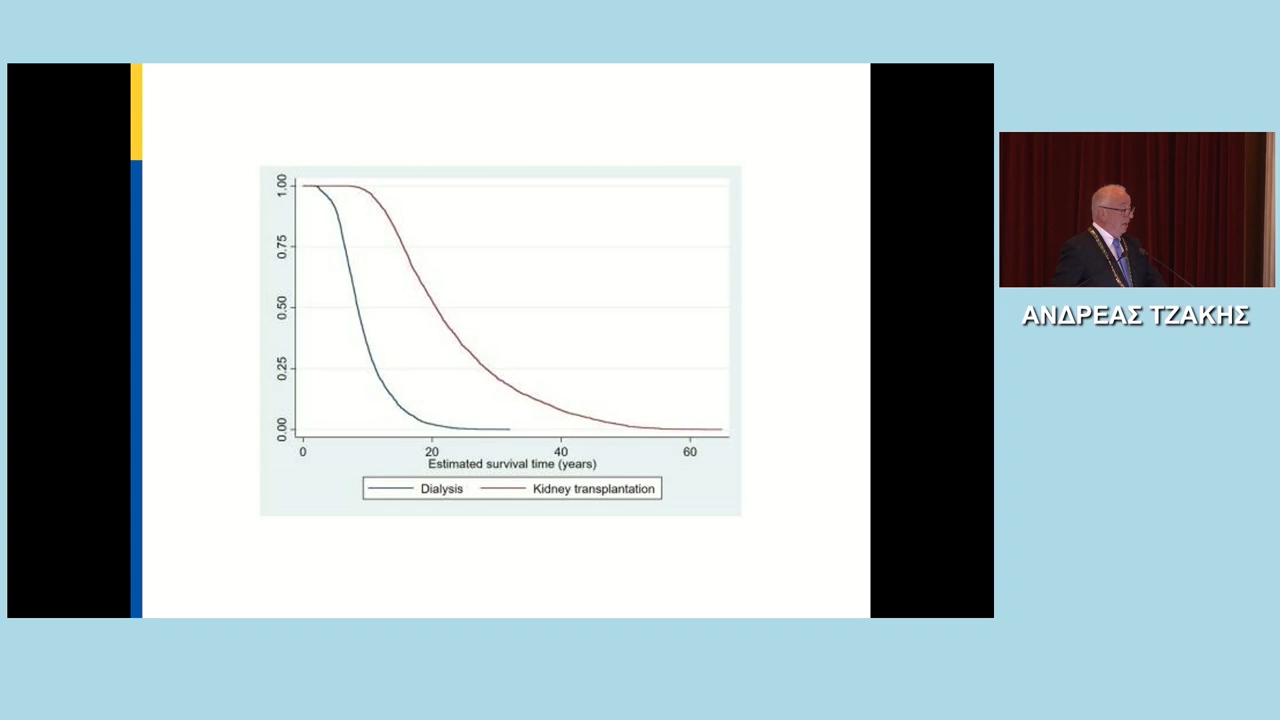 1.00
0.75
0.50
0.25
0.00
0 20 40 60
Estimated survival time (years)
Dialysis Kidney transplantation
ΑΝΔΡΕΑΣ ΤΖΑΚΗΣ